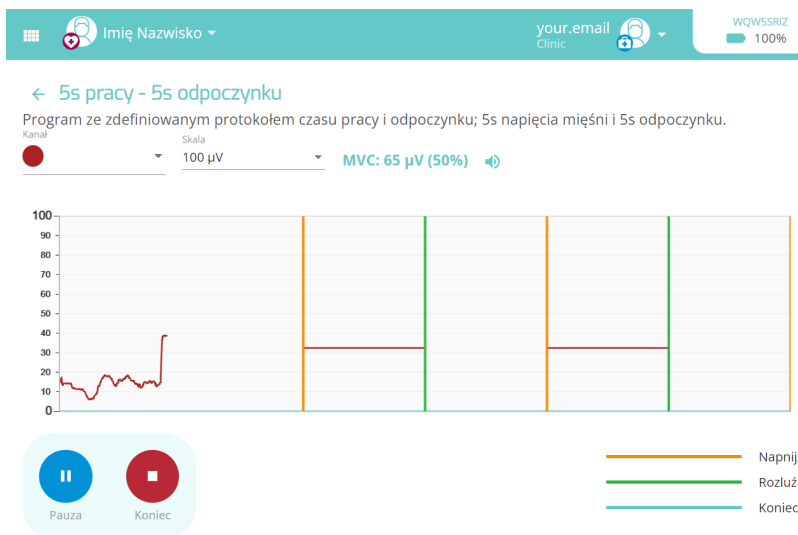 Imię Nazwisko
your.email
Clinic
WQW5SRIZ
100%
5s pracy - 5s odpoczynku
Program ze zdefiniowanym protokołem czasu pracy i odpoczynku; 5s napięcia mięśni i 5s odpoczynku.
Kanał
Skala
100 µV
MVC: 65 µV (50%)
100
90
80
70
60
50
40
30
20
10
0
Pauza
Koniec
Napnij
Rozluź
Koniec